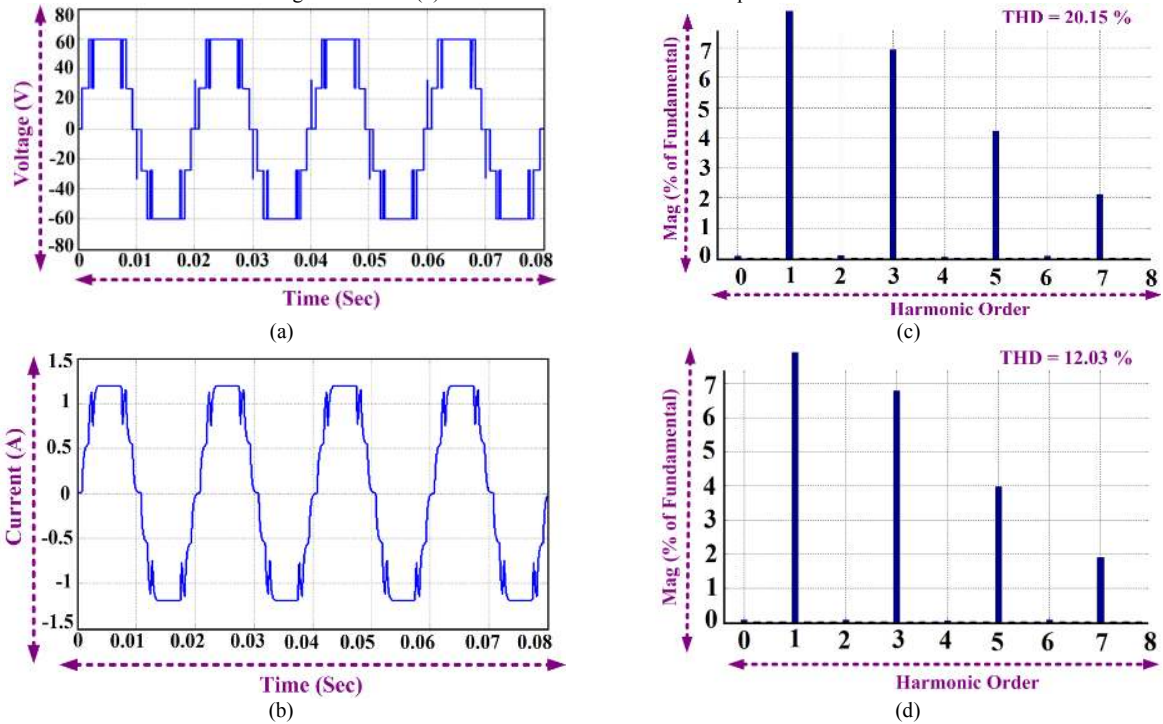 80
60
40
20
0
-20
-40
-60
-80
Voltage (V)
0 0.01 0.02 0.03 0.04 0.05 0.06 0.07 0.08
Time (Sec)
(a)
THD = 20.15 %
7
6
5
4
3
2
1
0
Mag (% of Fundamental)
0 1 2 3 4 5 6 7 8
Harmonic Order
(c)
1.5
1
0.5
0
-0.5
-1
-1.5
Current (A)
0 0.01 0.02 0.03 0.04 0.05 0.06 0.07 0.08
Time (Sec)
(b)
THD = 12.03 %
7
6
5
4
3
2
1
0
Mag (% of Fundamental)
0 1 2 3 4 5 6 7 8
Harmonic Order
(d)